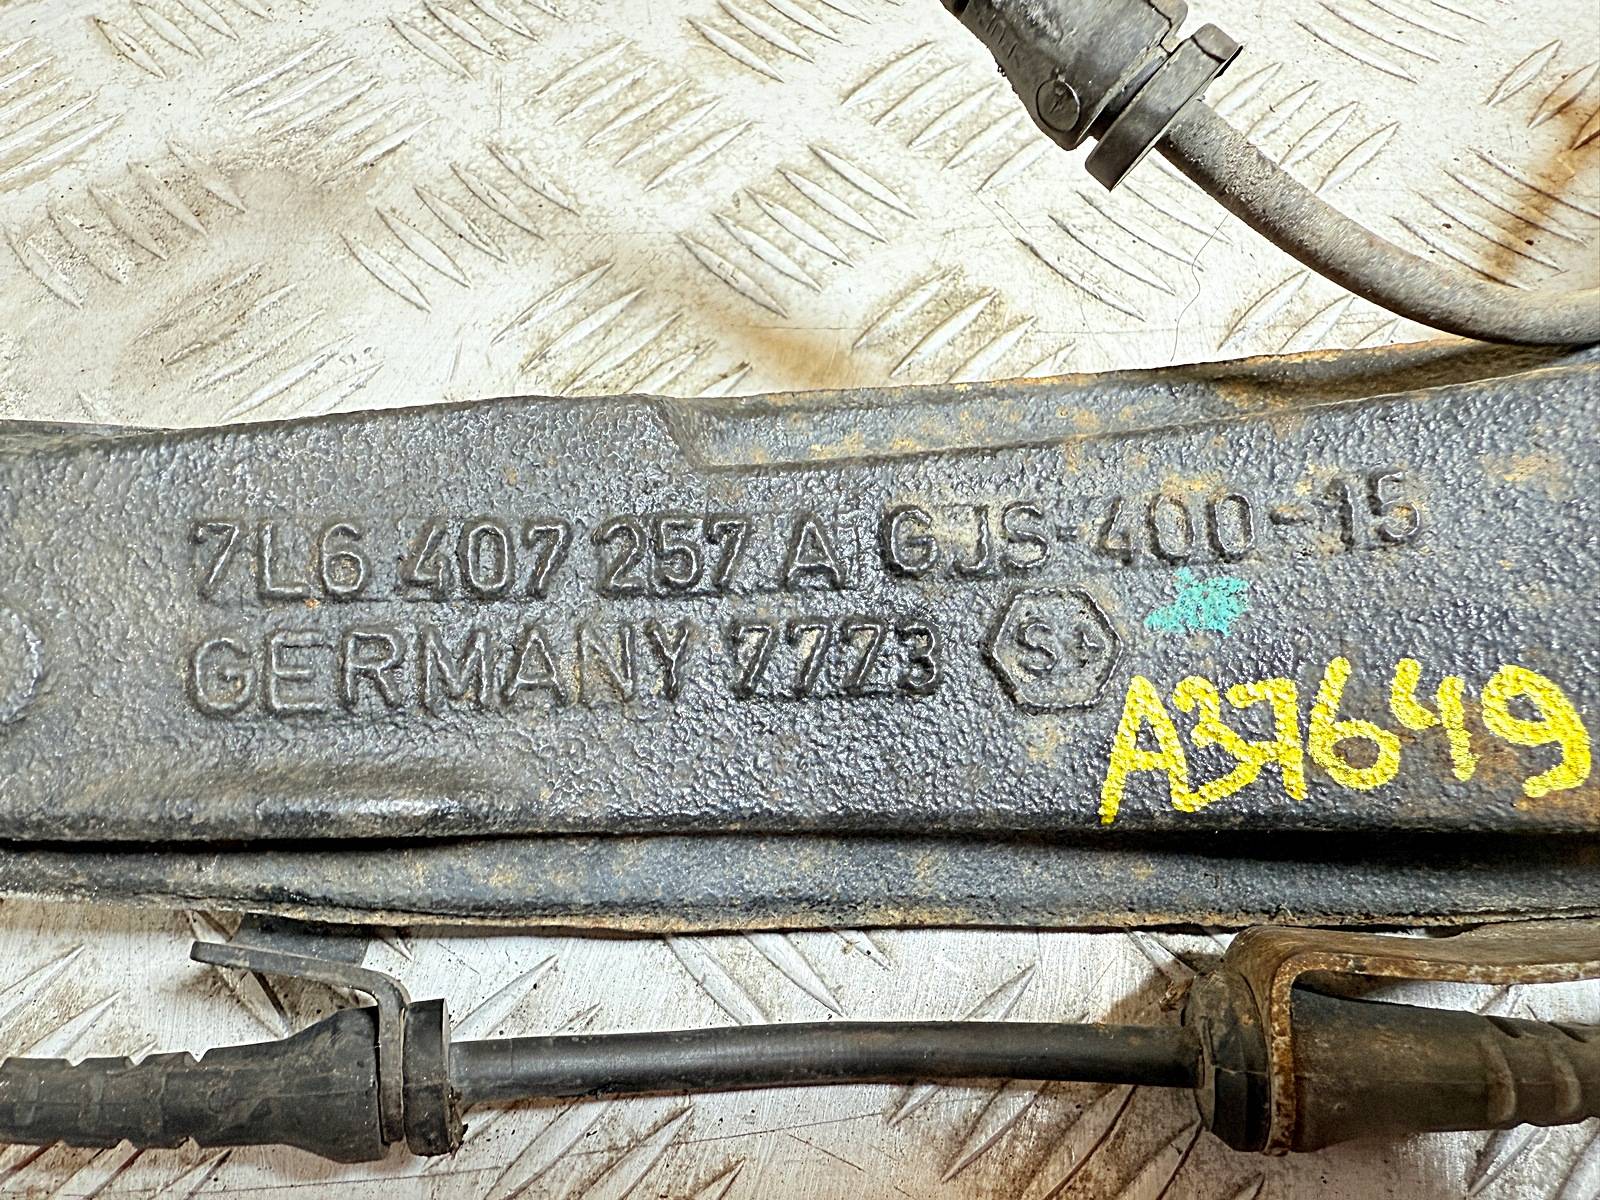 7L6 407 257 A GJS-400-15
GERMANY 7773 S+
A37649